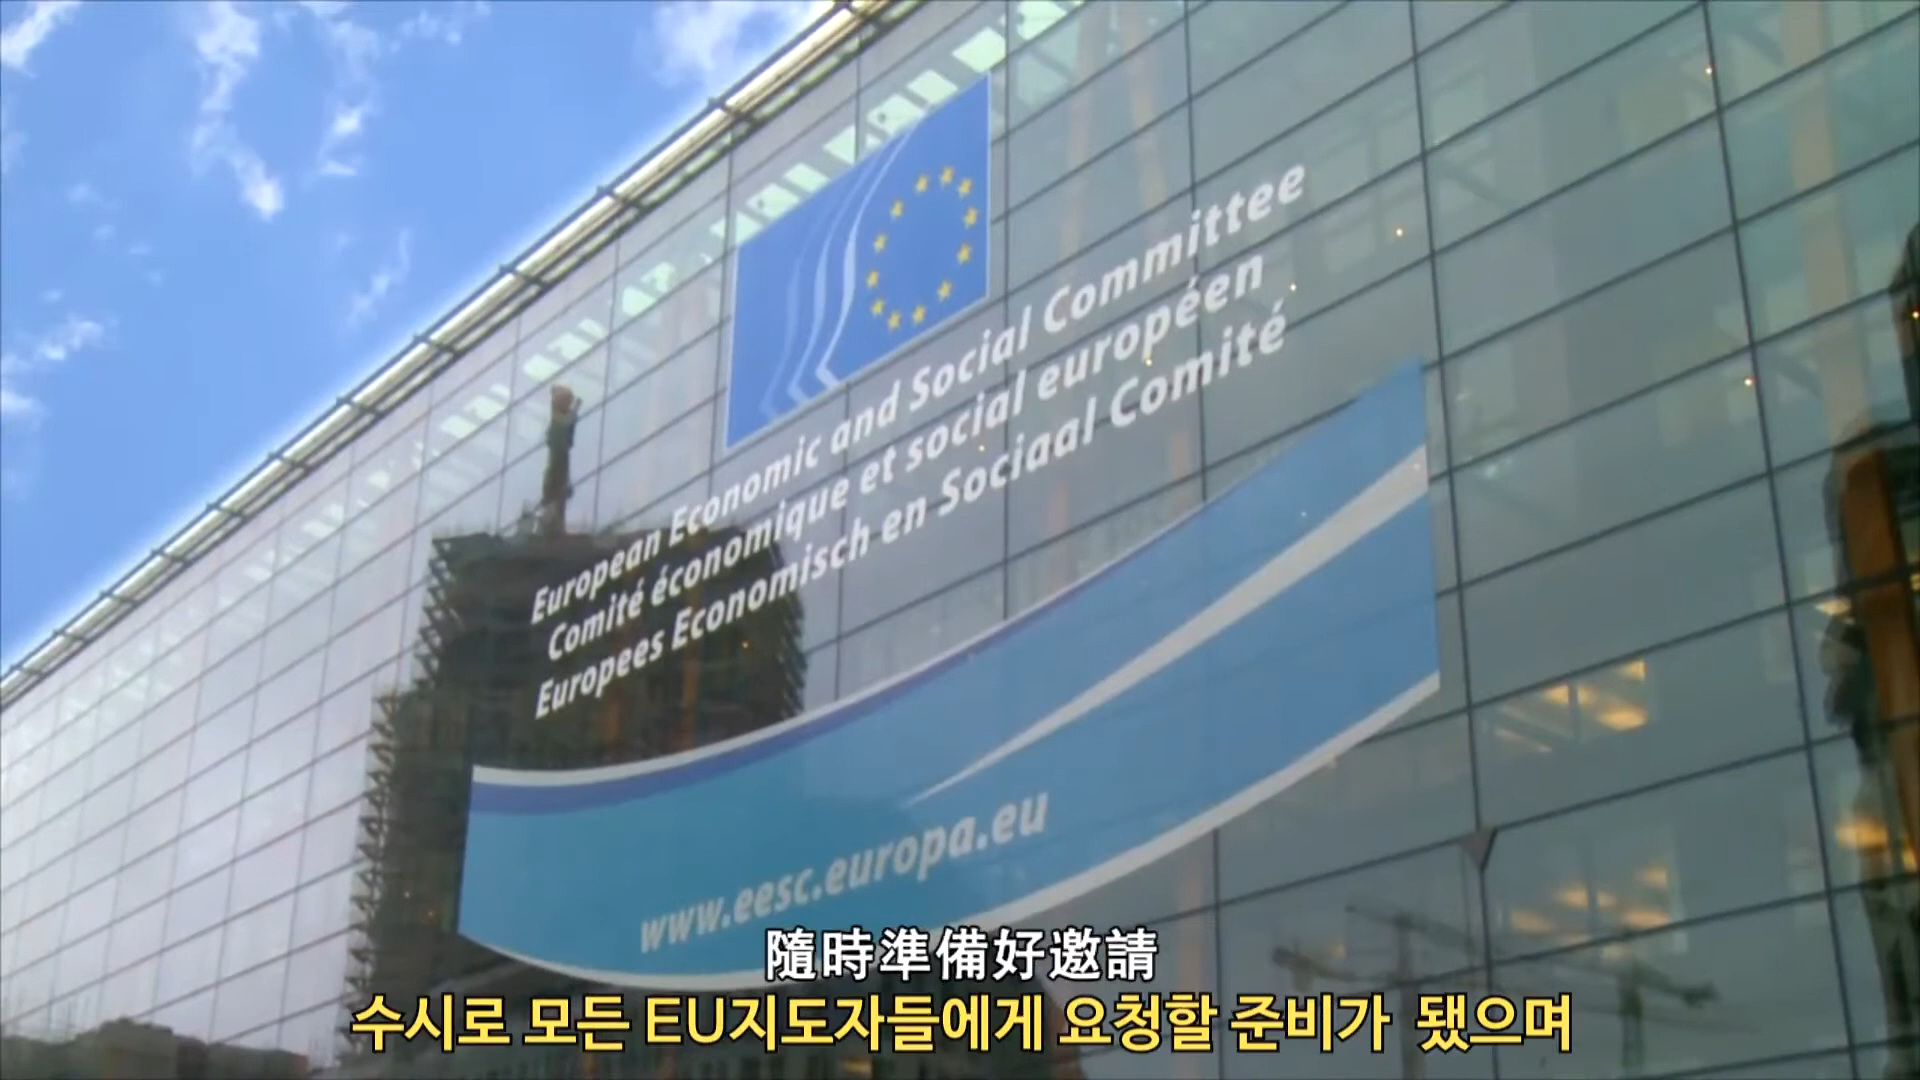 European Economic and Social Committee
Comité économique et social européen
Europees Economisch en Sociaal Comité
www.eesc.europa.eu
隨時準備好邀請
수시로 모든 EU지도자들에게 요청할 준비가 됐으며